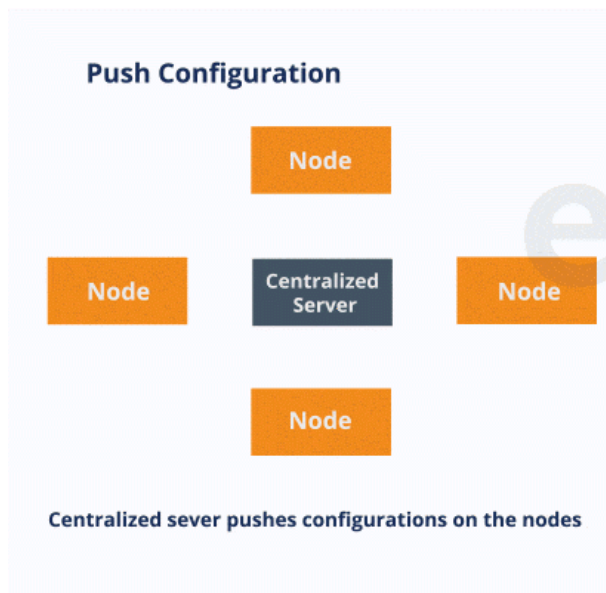 Push Configuration
Node
Node
Centralized
Server
Node
Node
Centralized sever pushes configurations on the nodes